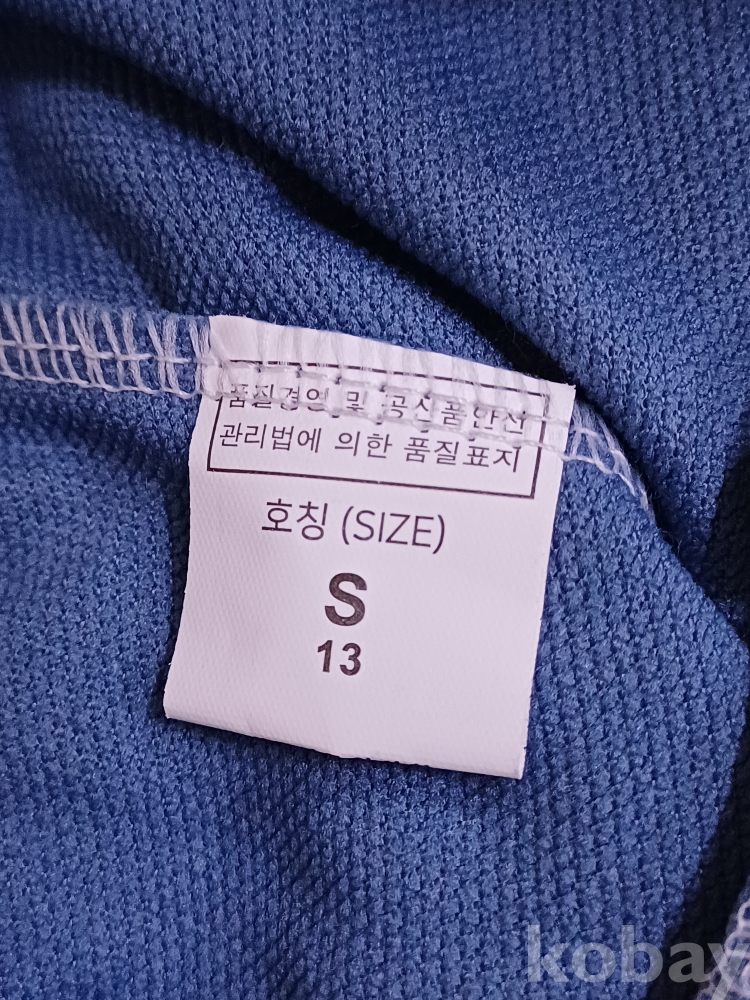 품질경영 및 공산품안전
관리법에 의한 품질표지
호칭 (SIZE)
S
13
kobay